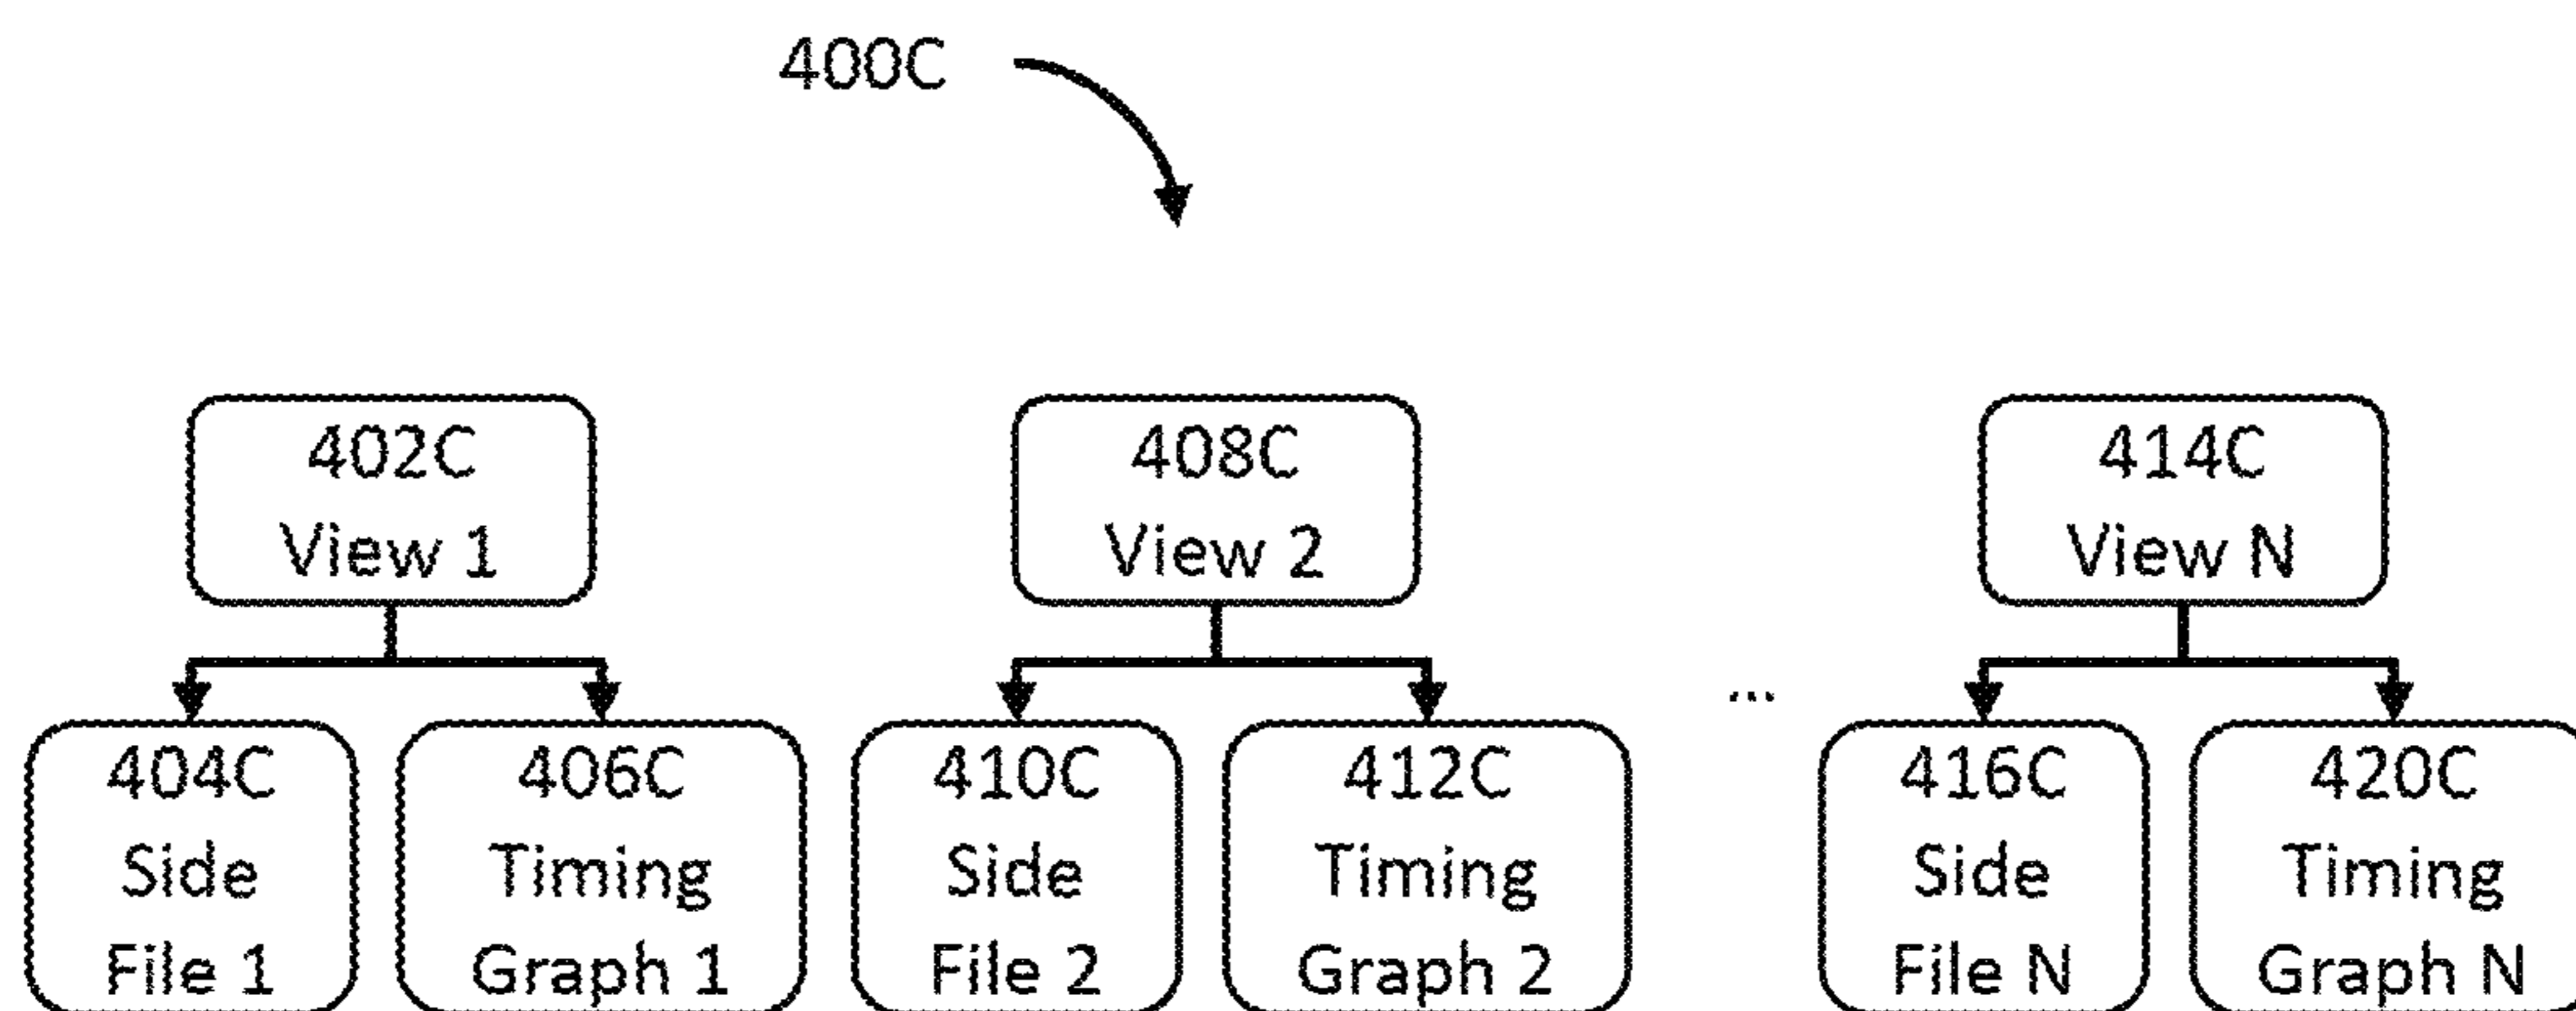 400C
402C
View 1
408C
View 2
414C
View N
404C
Side
File 1
406C
Timing
Graph 1
410C
Side
File 2
412C
Timing
Graph 2
...
416C
Side
File N
420C
Timing
Graph N